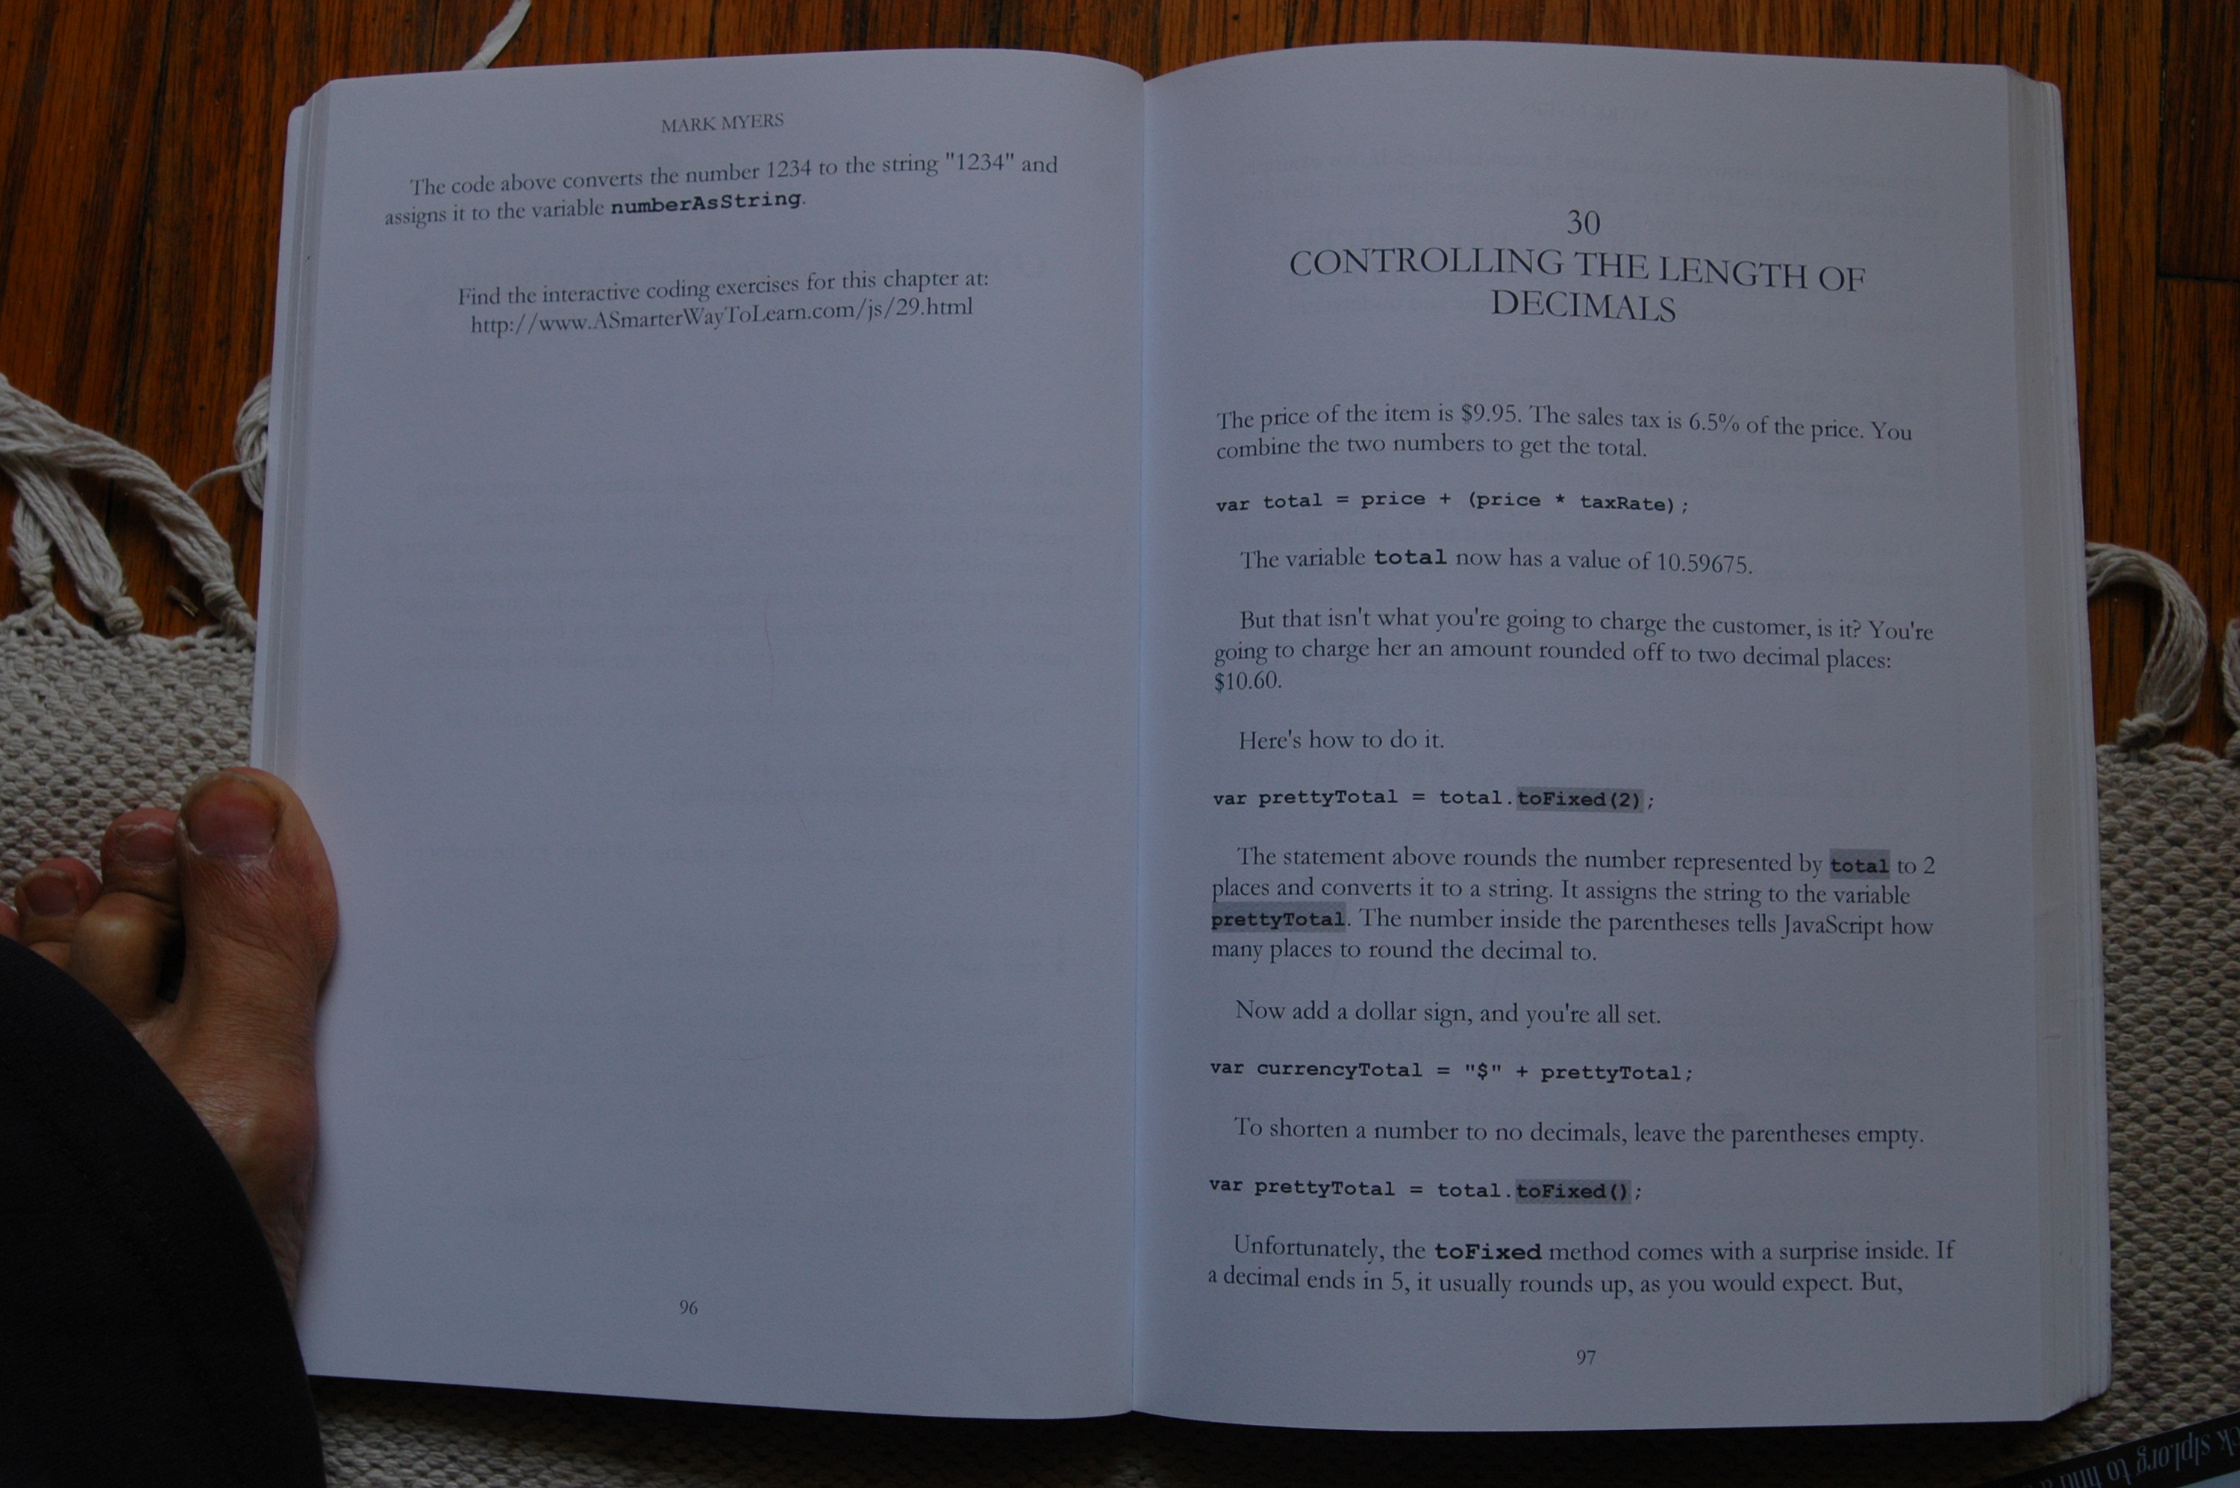 MARK MYERS
The code above converts the number 1234 to the string "1234" and
assigns it to the variable numberAsString.
Find the interactive coding exercises for this chapter at:
http://www.ASmarterWayToLearn.com/js/29.html
96
30
CONTROLLING THE LENGTH OF
DECIMALS
The price of the item is $9.95. The sales tax is 6.5% of the price. You
combine the two numbers to get the total.
var total = price + (price * taxRate);
The variable total now has a value of 10.59675.
But that isn't what you're going to charge the customer, is it? You're
going to charge her an amount rounded off to two decimal places:
$10.60.
Here's how to do it.
var prettyTotal = total.toFixed(2);
The statement above rounds the number represented by total to 2
places and converts it to a string. It assigns the string to the variable
prettyTotal. The number inside the parentheses tells JavaScript how
many places to round the decimal to.
Now add a dollar sign, and you're all set.
var currencyTotal = "$" + prettyTotal;
To shorten a number to no decimals, leave the parentheses empty.
var prettyTotal = total.toFixed();
Unfortunately, the toFixed method comes with a surprise inside. If
a decimal ends in 5, it usually rounds up, as you would expect. But,
97
slpl.org to